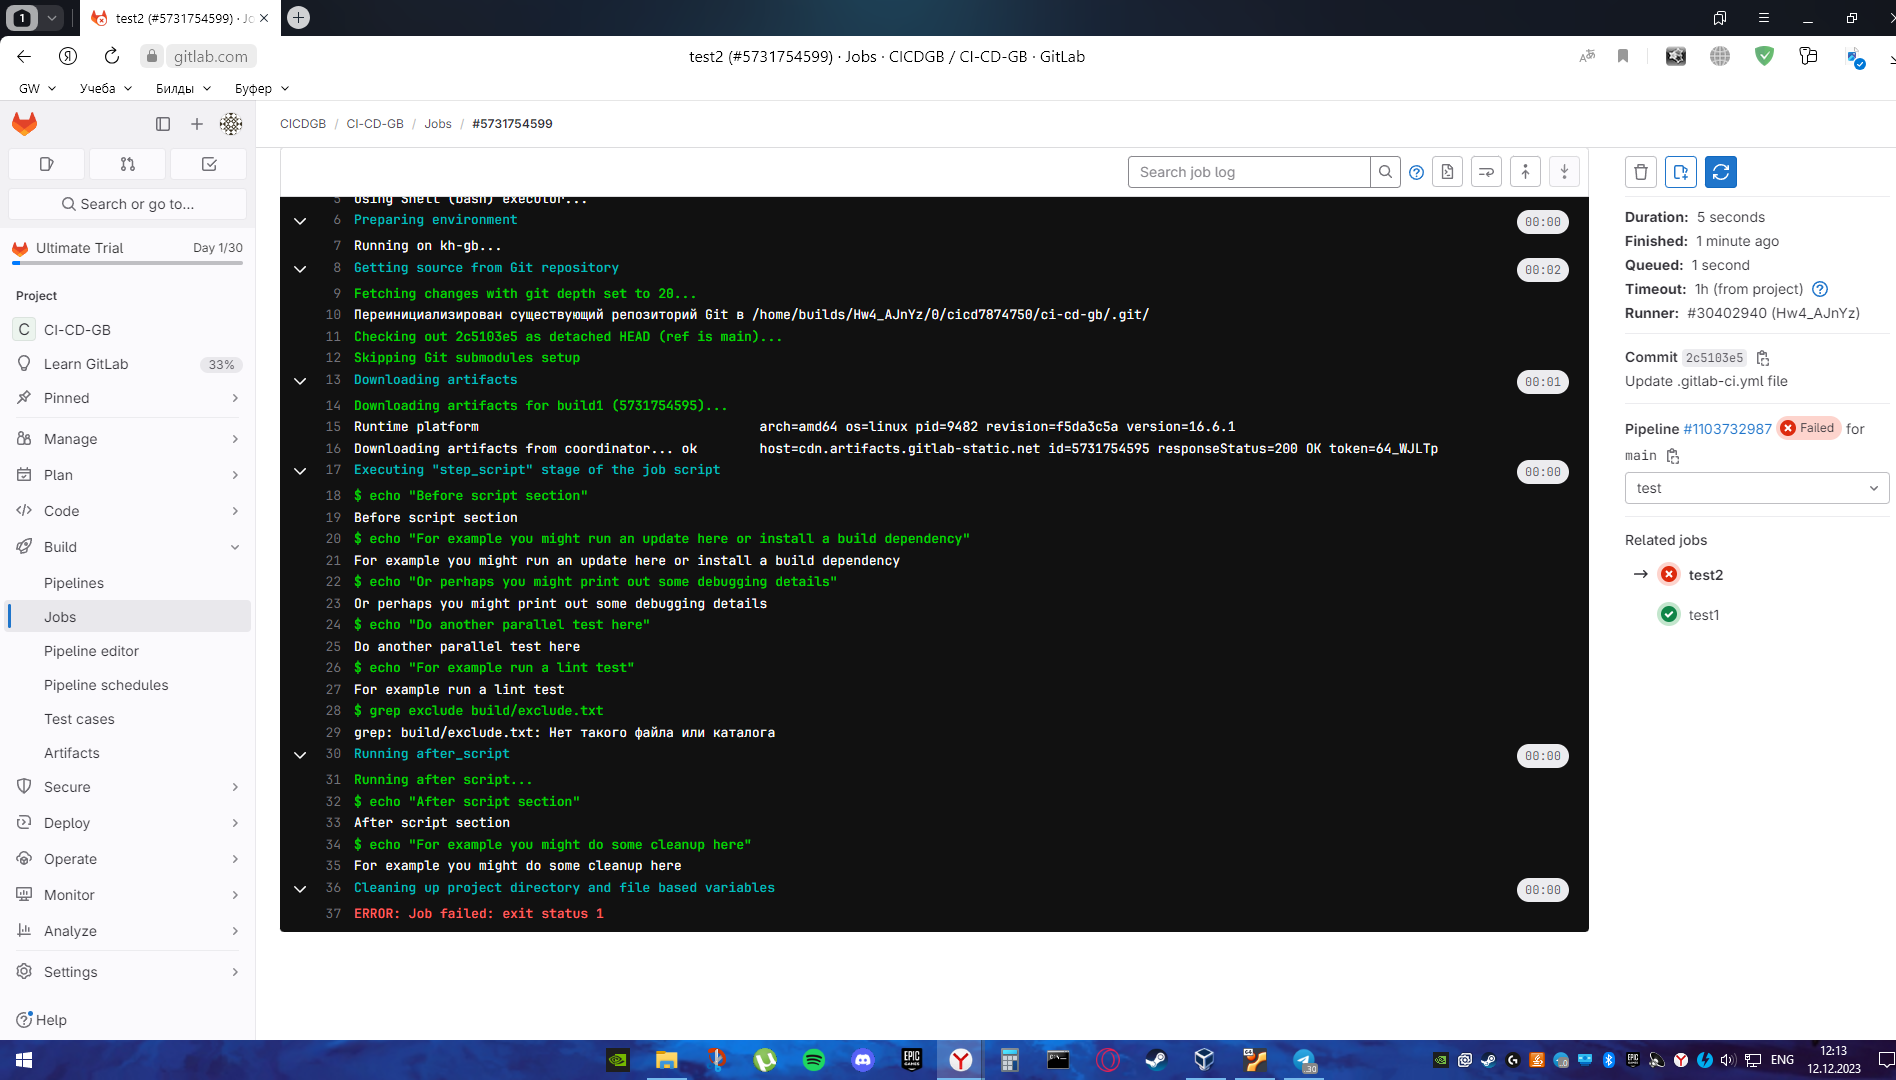 1
test2 (#5731754599) · Jo
gitlab.com
test2 (#5731754599) · Jobs · CICDGB / CI-CD-GB · GitLab
GW
Учеба
Билды
Буфер
CICDGB / CI-CD-GB / Jobs / #5731754599
Search or go to...
Ultimate Trial Day 1/30
Project
C CI-CD-GB
Learn GitLab 33%
Pinned
Manage
Plan
Code
Build
Pipelines
Jobs
Pipeline editor
Pipeline schedules
Test cases
Artifacts
Secure
Deploy
Operate
Monitor
Analyze
Settings
Help
Search job log
5 Using Shell (bash) executor...
6 Preparing environment 00:00
7 Running on kh-gb...
8 Getting source from Git repository 00:02
9 Fetching changes with git depth set to 20...
10 Переинициализирован существующий репозиторий Git в /home/builds/Hw4_AJnYz/0/cicd7874750/ci-cd-gb/.git/
11 Checking out 2c5103e5 as detached HEAD (ref is main)...
12 Skipping Git submodules setup
13 Downloading artifacts 00:01
14 Downloading artifacts for build1 (5731754595)...
15 Runtime platform arch=amd64 os=linux pid=9482 revision=f5da3c5a version=16.6.1
16 Downloading artifacts from coordinator... ok host=cdn.artifacts.gitlab-static.net id=5731754595 responseStatus=200 OK token=64_WJLTp
17 Executing "step_script" stage of the job script 00:00
18 $ echo "Before script section"
19 Before script section
20 $ echo "For example you might run an update here or install a build dependency"
21 For example you might run an update here or install a build dependency
22 $ echo "Or perhaps you might print out some debugging details"
23 Or perhaps you might print out some debugging details
24 $ echo "Do another parallel test here"
25 Do another parallel test here
26 $ echo "For example run a lint test"
27 For example run a lint test
28 $ grep exclude build/exclude.txt
29 grep: build/exclude.txt: Нет такого файла или каталога
30 Running after_script 00:00
31 Running after script...
32 $ echo "After script section"
33 After script section
34 $ echo "For example you might do some cleanup here"
35 For example you might do some cleanup here
36 Cleaning up project directory and file based variables 00:00
37 ERROR: Job failed: exit status 1
Duration: 5 seconds
Finished: 1 minute ago
Queued: 1 second
Timeout: 1h (from project)
Runner: #30402940 (Hw4_AJnYz)
Commit 2c5103e5
Update .gitlab-ci.yml file
Pipeline #1103732987 Failed for
main
test
Related jobs
test2
test1
EPIC GAMES
30
ENG
12:13
12.12.2023